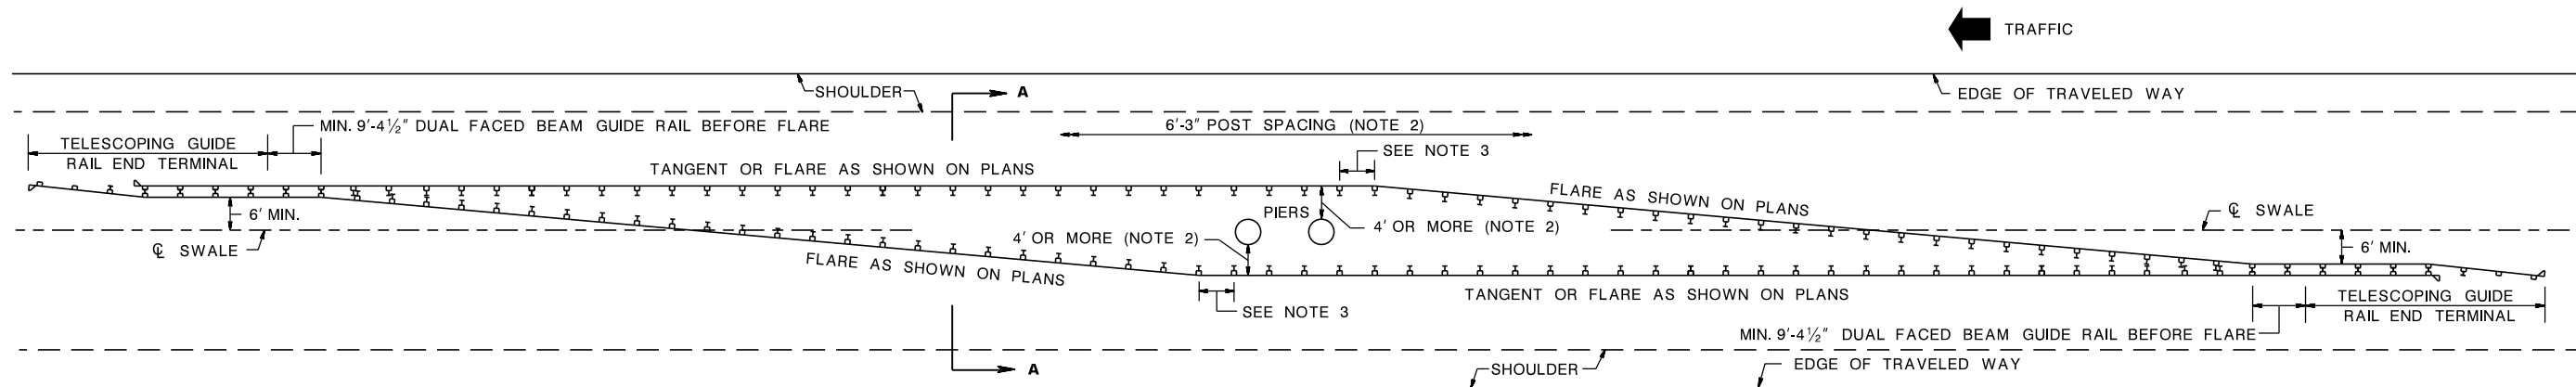 TRAFFIC
SHOULDER
A
EDGE OF TRAVELED WAY
MIN. 9'-4½" DUAL FACED BEAM GUIDE RAIL BEFORE FLARE
6'-3" POST SPACING (NOTE 2)
TELESCOPING GUIDE
RAIL END TERMINAL
SEE NOTE 3
TANGENT OR FLARE AS SHOWN ON PLANS
FLARE AS SHOWN ON PLANS
6' MIN.
PIERS
4' OR MORE (NOTE 2)
℄ SWALE
4' OR MORE (NOTE 2)
℄ SWALE
6' MIN.
FLARE AS SHOWN ON PLANS
TANGENT OR FLARE AS SHOWN ON PLANS
TELESCOPING GUIDE
RAIL END TERMINAL
SEE NOTE 3
MIN. 9'-4½" DUAL FACED BEAM GUIDE RAIL BEFORE FLARE
A
SHOULDER
EDGE OF TRAVELED WAY